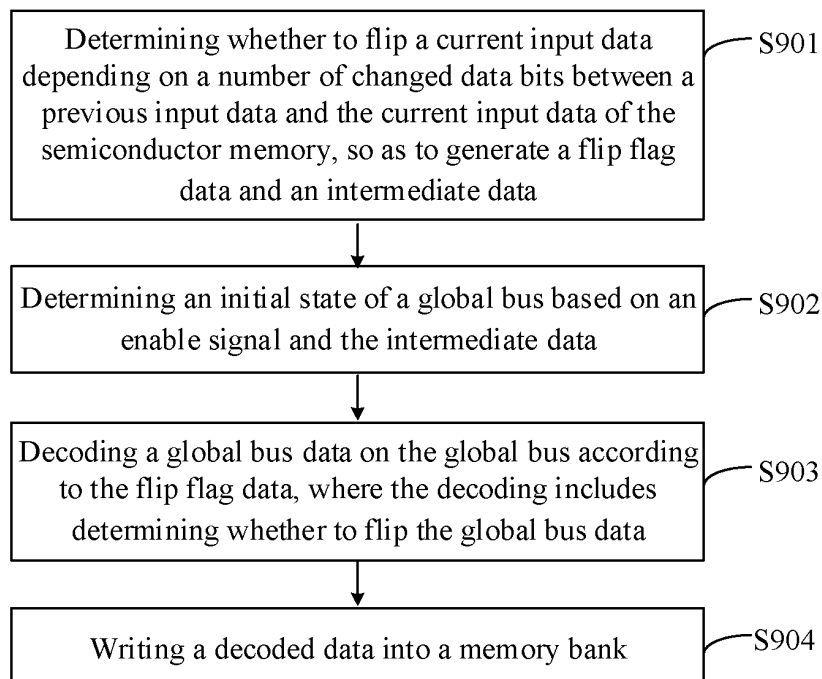 Determining whether to flip a current input data
depending on a number of changed data bits between a
previous input data and the current input data of the
semiconductor memory, so as to generate a flip flag
data and an intermediate data
S901
Determining an initial state of a global bus based on an
enable signal and the intermediate data
S902
Decoding a global bus data on the global bus according
to the flip flag data, where the decoding includes
determining whether to flip the global bus data
S903
Writing a decoded data into a memory bank
S904